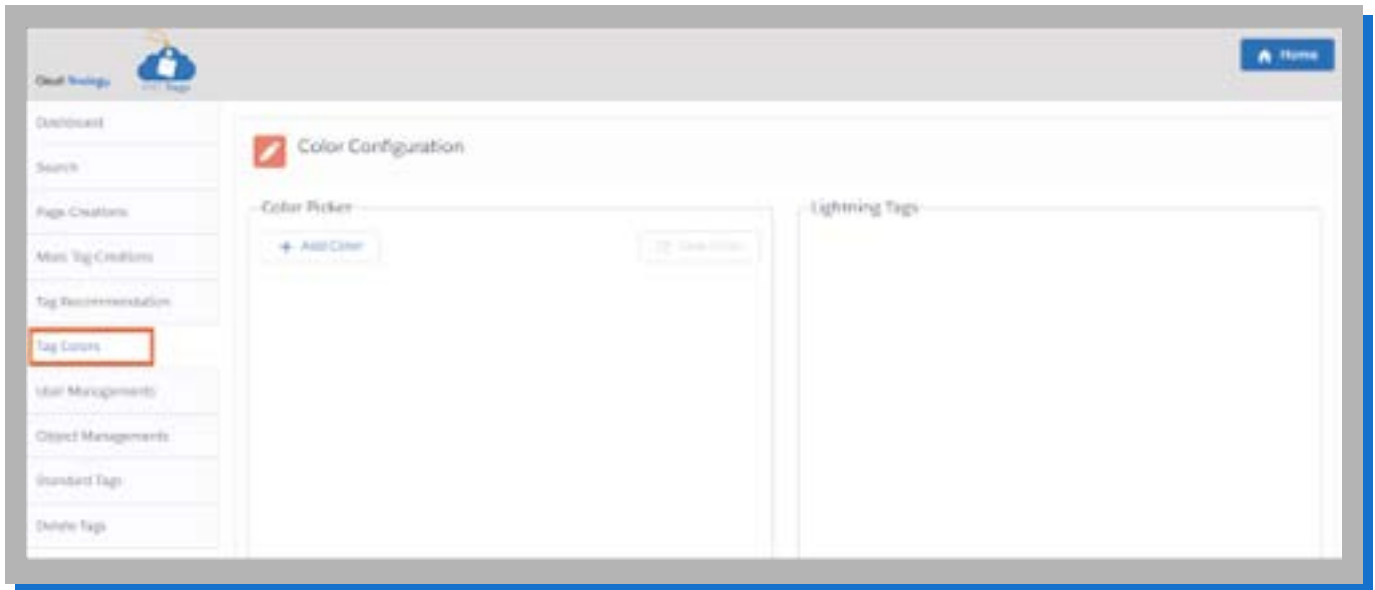 Home
Dashboard
Search
Page Creations
Mass Tag Creations
Tag Recommendation
Tag Colors
User Managements
Object Managements
Standard Tags
Delete Tags
Color Configuration
Color Picker
Add Color
Lightning Tags